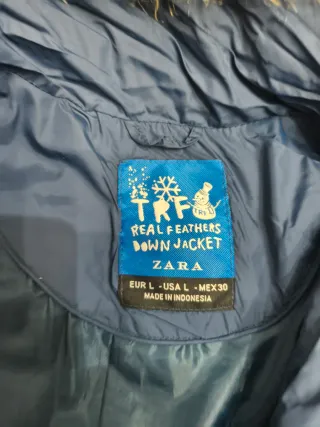 TRF
REAL FEATHERS
DOWN JACKET
ZARA
EUR L - USA L - MEX30
MADE IN INDONESIA